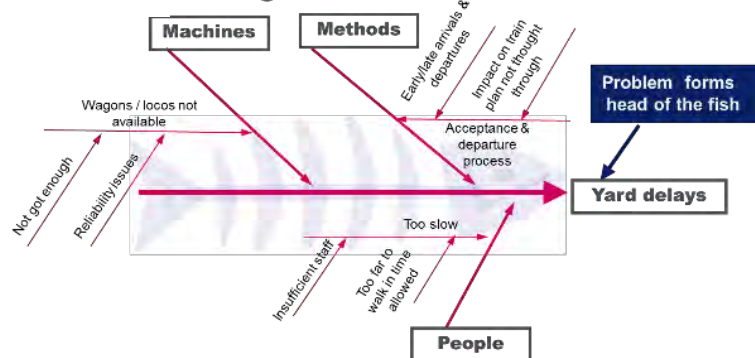 Machines
Methods
Early/late arrivals &
departures
Impact on train
plan not thought
through
Problem forms
head of the fish
Wagons / locos not
available
Acceptance &
departure
process
Not got enough
Reliability issues
Yard delays
Too slow
Insufficient staff
Too far to
walk in time
allowed
People